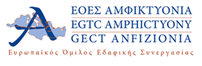 ΕΟΕΣ ΑΜΦΙΚΤΥΟΝΙΑ
EGTC AMPHICTYONY
GECT ANFIZIONIA
Ευρωπαϊκός Όμιλος Εδαφικής Συνεργασίας